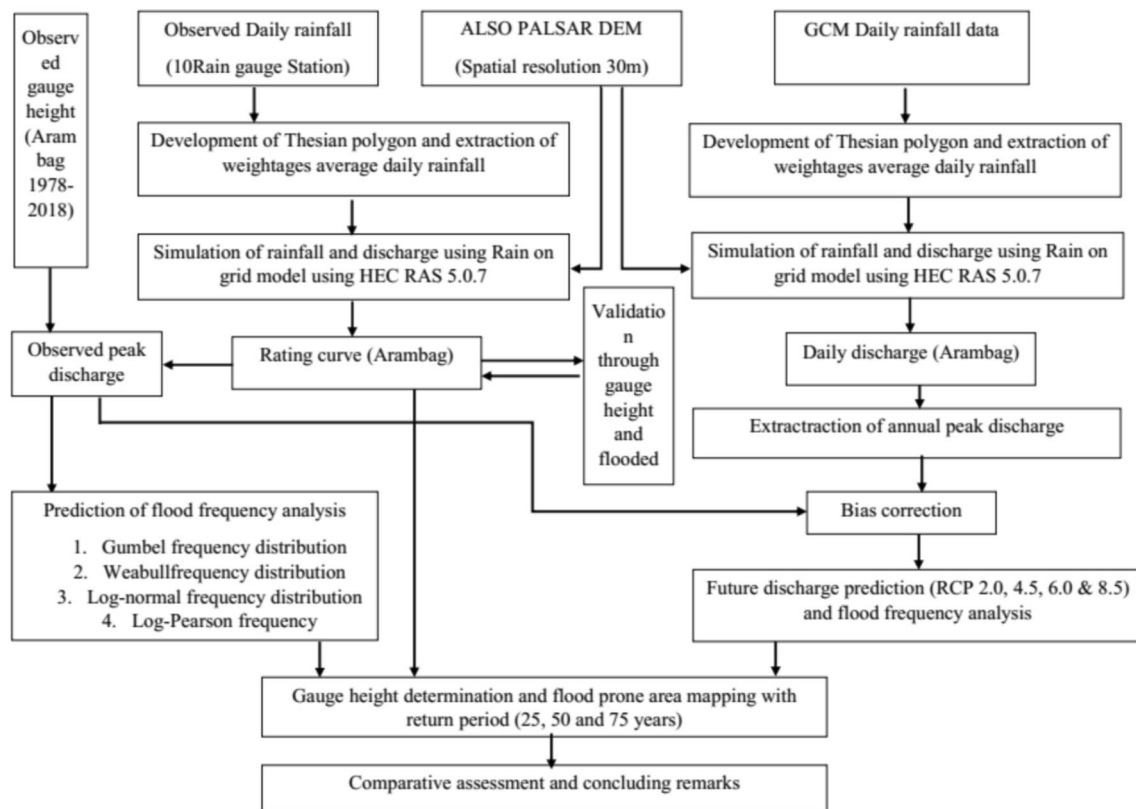 Observ
ed
gauge
height
(Aram
bag
1978-
2018)
Observed Daily rainfall
(10Rain gauge Station)
ALSO PALSAR DEM
(Spatial resolution 30m)
GCM Daily rainfall data
Development of Thesian polygon and extraction of
weightages average daily rainfall
Development of Thesian polygon and extraction of
weightages average daily rainfall
Simulation of rainfall and discharge using Rain on
grid model using HEC RAS 5.0.7
Simulation of rainfall and discharge using Rain on
grid model using HEC RAS 5.0.7
Observed peak
discharge
Rating curve (Arambag)
Validatio
n
through
gauge
height
and
flooded
Daily discharge (Arambag)
Extractraction of annual peak discharge
Prediction of flood frequency analysis
1. Gumbel frequency distribution
2. Weabullfrequency distribution
3. Log-normal frequency distribution
4. Log-Pearson frequency
Bias correction
Future discharge prediction (RCP 2.0, 4.5, 6.0 & 8.5)
and flood frequency analysis
Gauge height determination and flood prone area mapping with
return period (25, 50 and 75 years)
Comparative assessment and concluding remarks